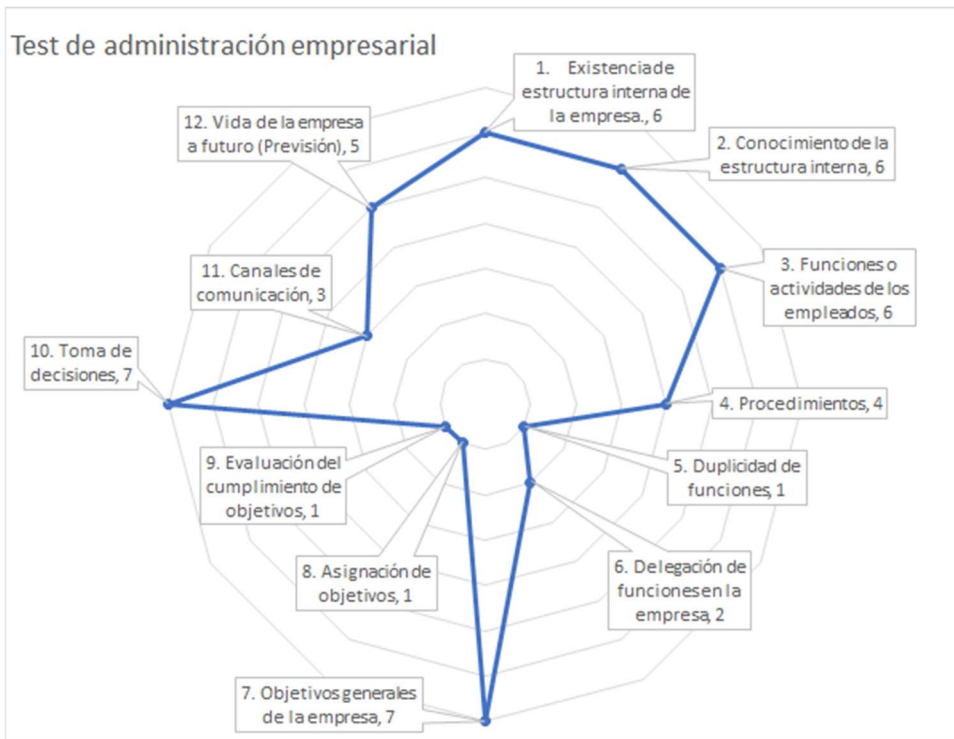 Test de administración empresarial
1. Existencia de
estructura interna de
la empresa., 6
2. Conocimiento de la
estructura interna, 6
3. Funciones o
actividades de los
empleados, 6
4. Procedimientos, 4
5. Duplicidad de
funciones, 1
6. Delegación de
funciones en la
empresa, 2
7. Objetivos generales
de la empresa, 7
8. Asignación de
objetivos, 1
9. Evaluación del
cumplimiento de
objetivos, 1
10. Toma de
decisiones, 7
11. Canales de
comunicación, 3
12. Vida de la empresa
a futuro (Previsión), 5